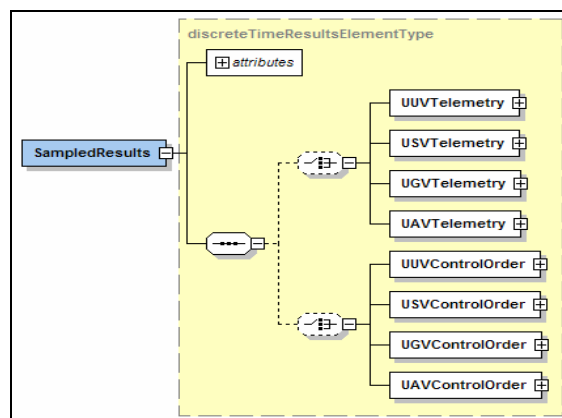 discreteTimeResultsElementType
attributes
SampledResults
UUVTelemetry
USVTelemetry
UGVTelemetry
UAVTelemetry
UUVControlOrder
USVControlOrder
UGVControlOrder
UAVControlOrder